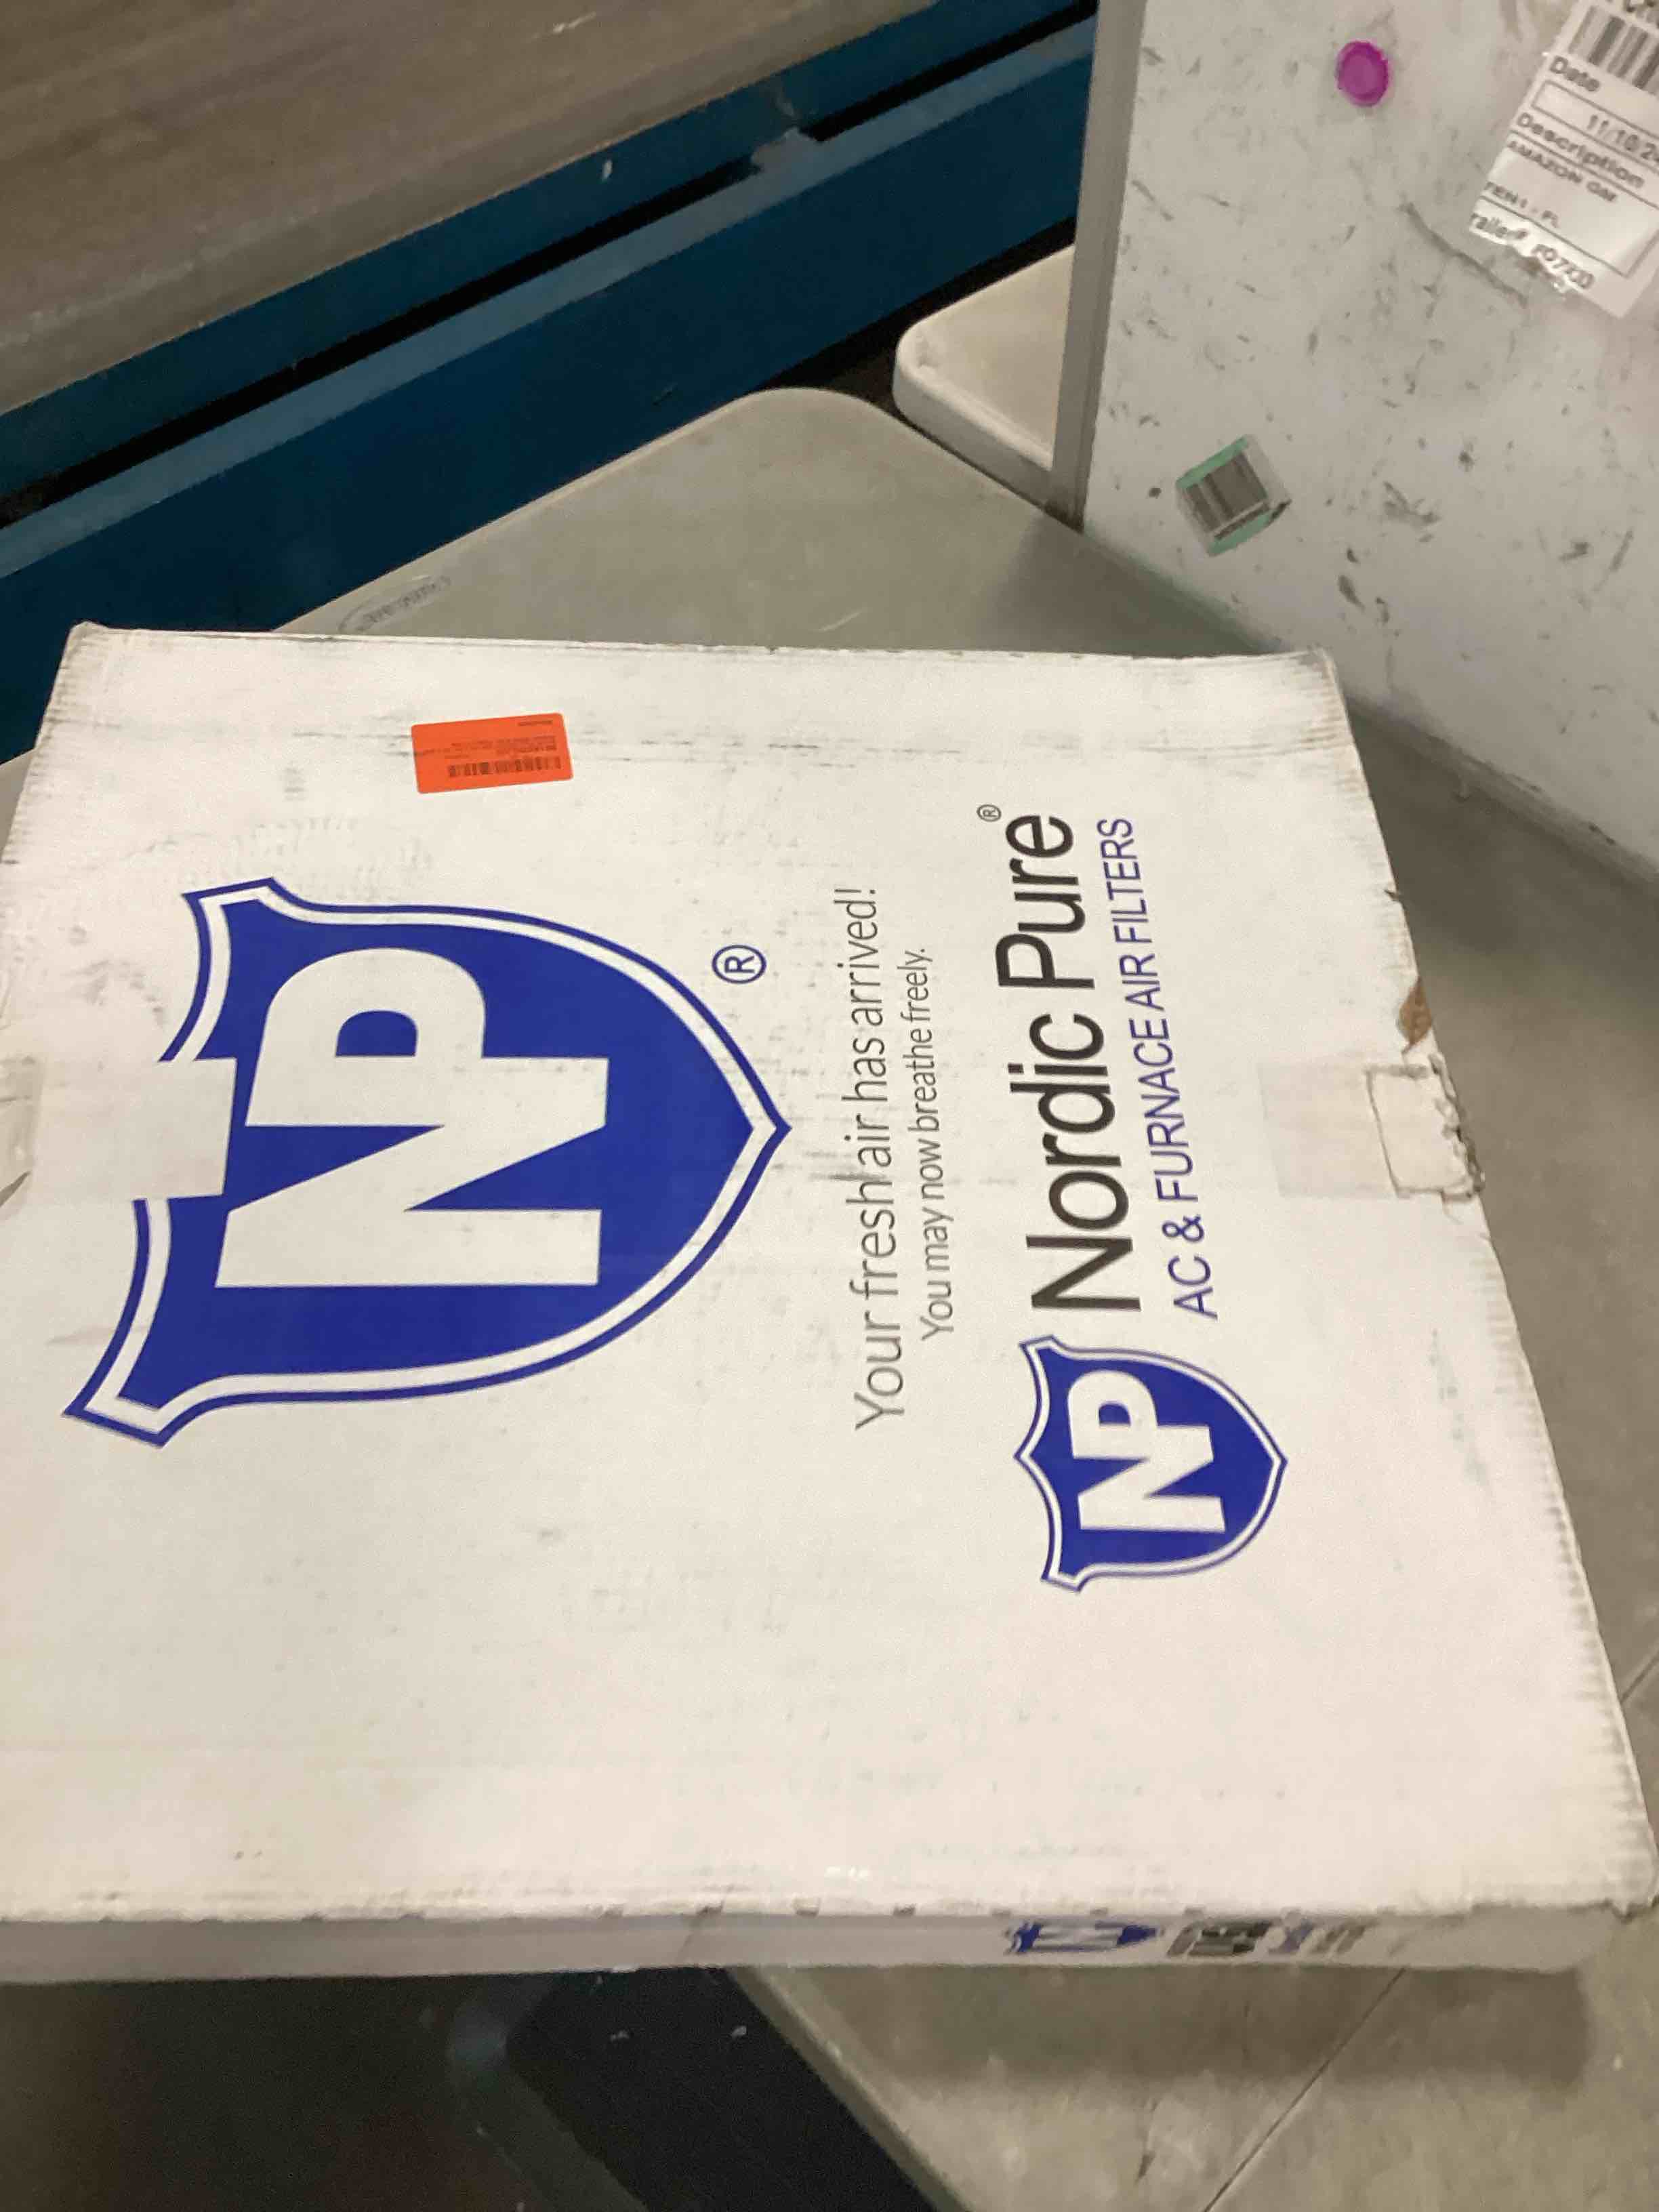 NP
®
Your fresh air has arrived!
You may now breathe freely.
NP
Nordic Pure®
AC & FURNACE AIR FILTERS
Date
Description
AMAZON GM